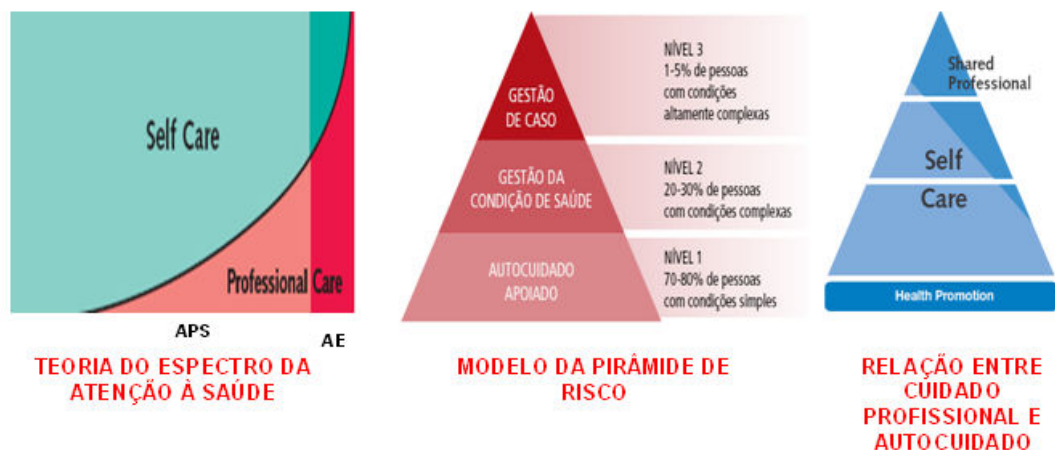 Self Care
Professional Care
APS
AE
TEORIA DO ESPECTRO DA
ATENÇÃO À SAÚDE
GESTÃO
DE CASO
GESTÃO DA
CONDIÇÃO DE SAÚDE
AUTOCUIDADO
APOIADO
NÍVEL 3
1-5% de pessoas
com condições
altamente complexas
NÍVEL 2
20-30% de pessoas
com condições complexas
NÍVEL 1
70-80% de pessoas
com condições simples
MODELO DA PIRÂMIDE DE
RISCO
Shared
Professional
Self
Care
Health Promotion
RELAÇÃO ENTRE
CUIDADO
PROFISSIONAL E
AUTOCUIDADO